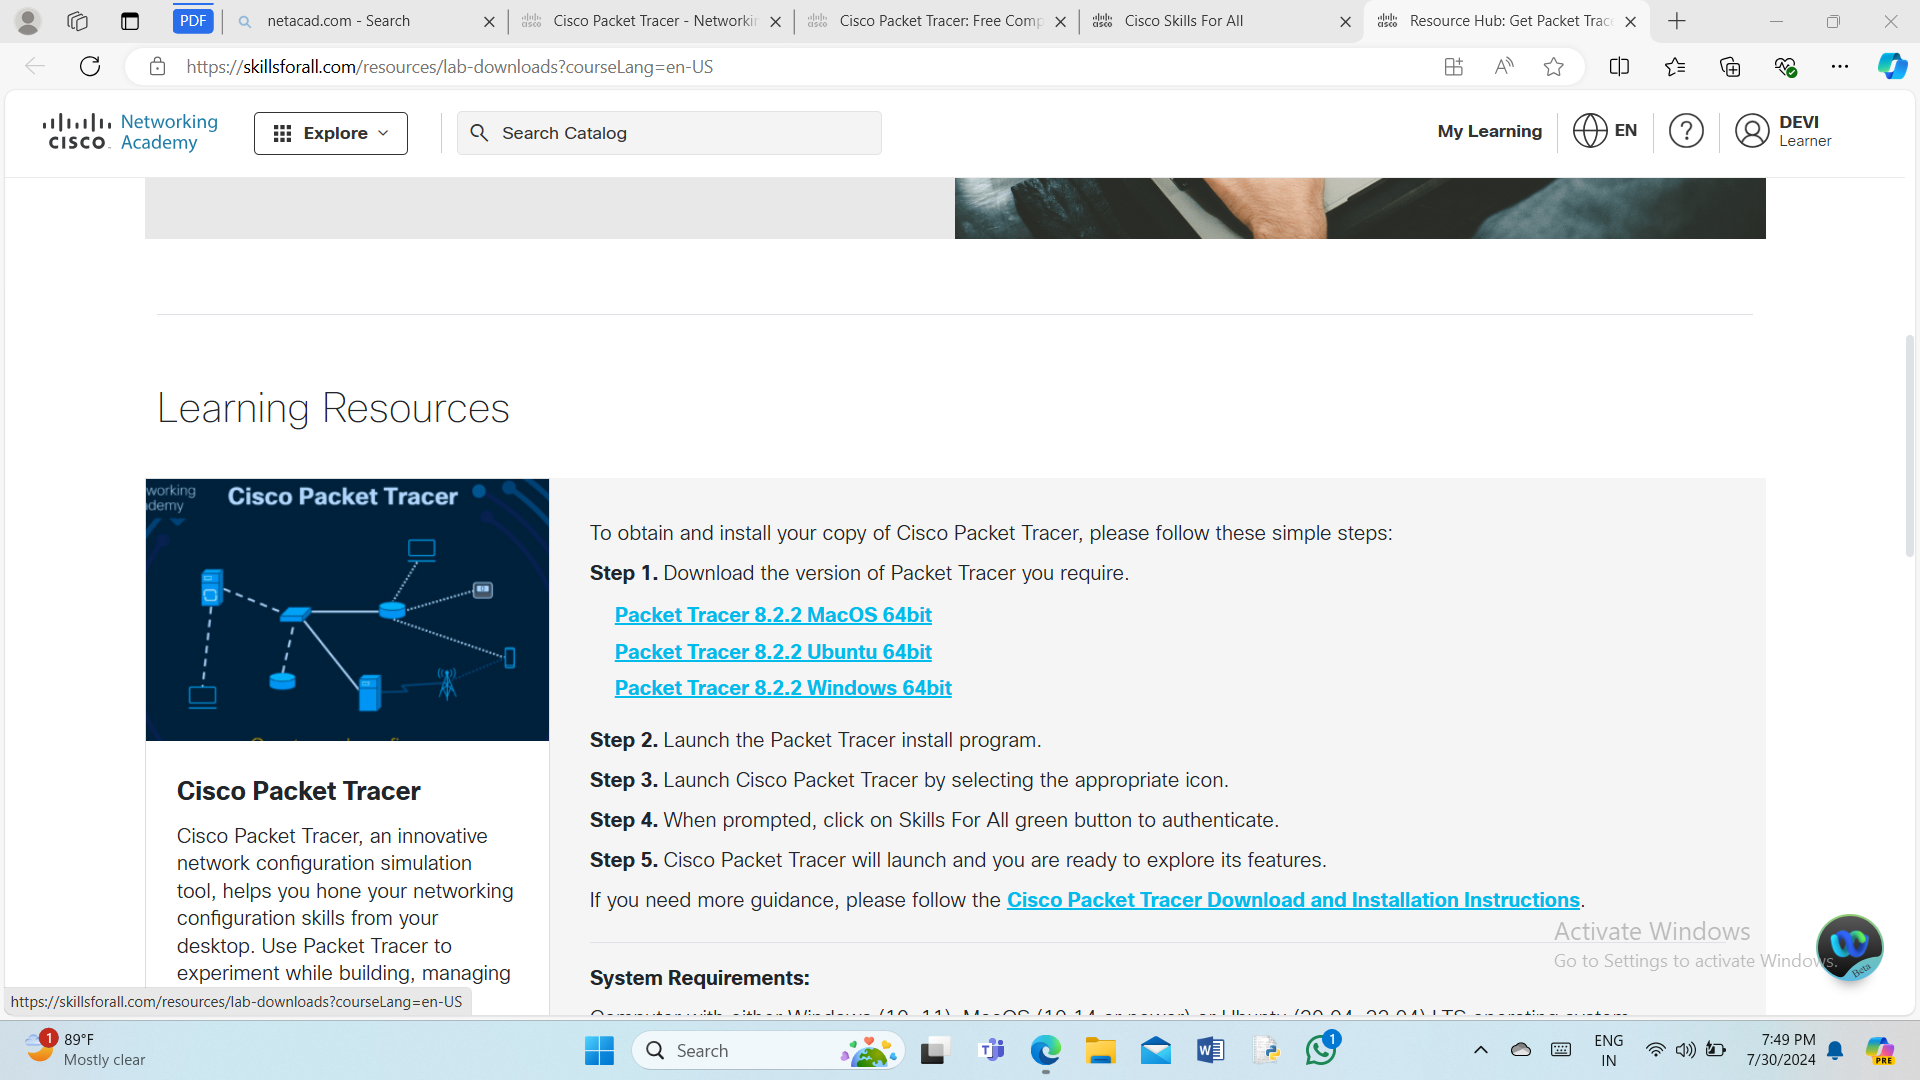 PDF
netacad.com - Search
Cisco Packet Tracer - Networkin
Cisco Packet Tracer: Free Comp
Cisco Skills For All
Resource Hub: Get Packet Trace
https://skillsforall.com/resources/lab-downloads?courseLang=en-US
CISCO Networking Academy
Explore
Search Catalog
My Learning
EN
DEVI
Learner
Learning Resources
working
demy
Cisco Packet Tracer
To obtain and install your copy of Cisco Packet Tracer, please follow these simple steps:
Step 1. Download the version of Packet Tracer you require.
Packet Tracer 8.2.2 MacOS 64bit
Packet Tracer 8.2.2 Ubuntu 64bit
Packet Tracer 8.2.2 Windows 64bit
Step 2. Launch the Packet Tracer install program.
Step 3. Launch Cisco Packet Tracer by selecting the appropriate icon.
Step 4. When prompted, click on Skills For All green button to authenticate.
Step 5. Cisco Packet Tracer will launch and you are ready to explore its features.
If you need more guidance, please follow the Cisco Packet Tracer Download and Installation Instructions.
Cisco Packet Tracer
Cisco Packet Tracer, an innovative
network configuration simulation
tool, helps you hone your networking
configuration skills from your
desktop. Use Packet Tracer to
experiment while building, managing
System Requirements:
Activate Windows
Go to Settings to activate Windows.
Beta
https://skillsforall.com/resources/lab-downloads?courseLang=en-US
1
89°F
Mostly clear
Search
1
ENG
IN
7:49 PM
7/30/2024
PRE